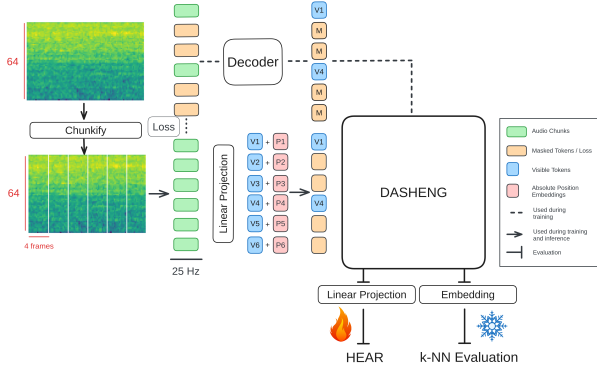 64
Chunkify
64
4 frames
Loss
25 Hz
Decoder
Linear Projection
V1 + P1
V2 + P2
V3 + P3
V4 + P4
V5 + P5
V6 + P6
V1
M
M
V4
M
M
V1
V4
DASHENG
Linear Projection
Embedding
HEAR
k-NN Evaluation
Audio Chunks
Masked Tokens / Loss
Visible Tokens
Absolute Position
Embeddings
Used during
training
Used during training
and inference
Evaluation